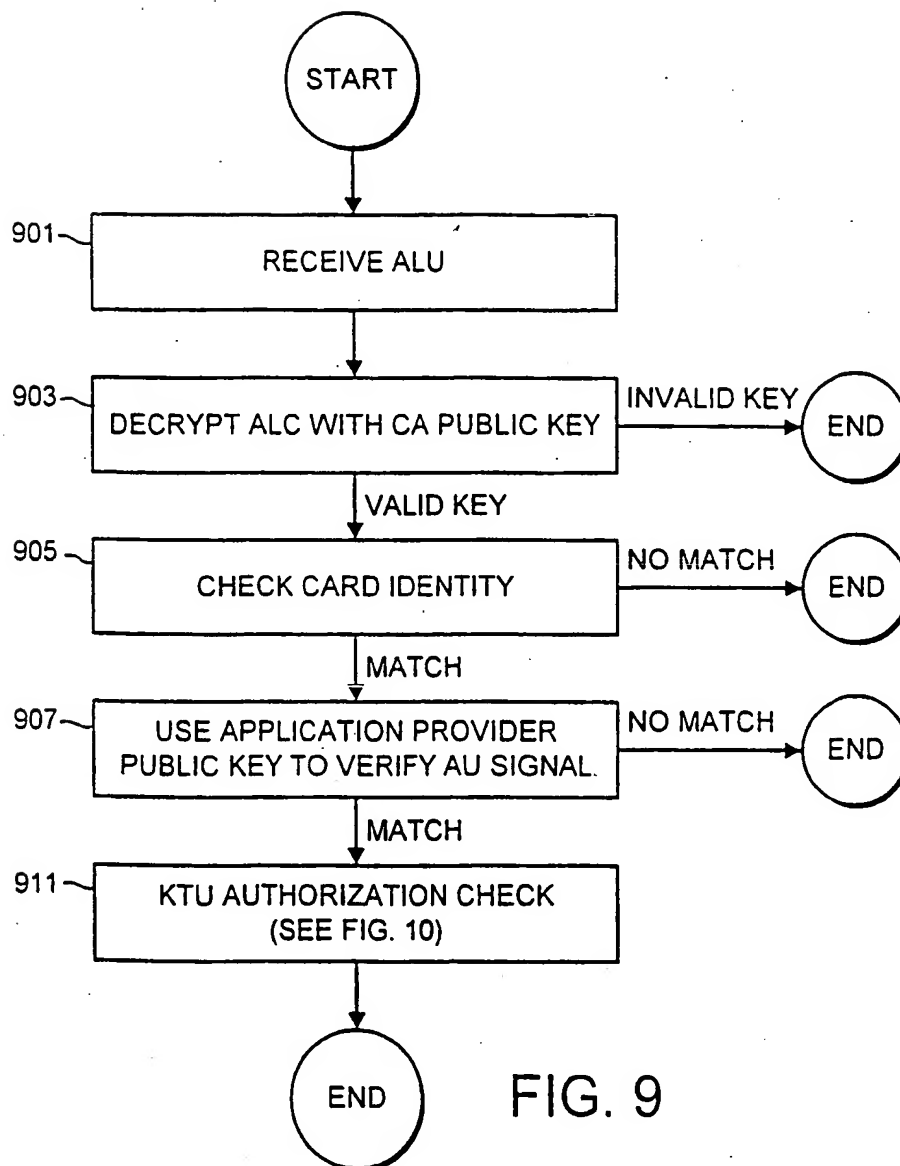 START
901
RECEIVE ALU
903
DECRYPT ALC WITH CA PUBLIC KEY
INVALID KEY
END
VALID KEY
905
CHECK CARD IDENTITY
NO MATCH
END
MATCH
907
USE APPLICATION PROVIDER
PUBLIC KEY TO VERIFY AU SIGNAL.
NO MATCH
END
MATCH
911
KTU AUTHORIZATION CHECK
(SEE FIG. 10)
END
FIG. 9